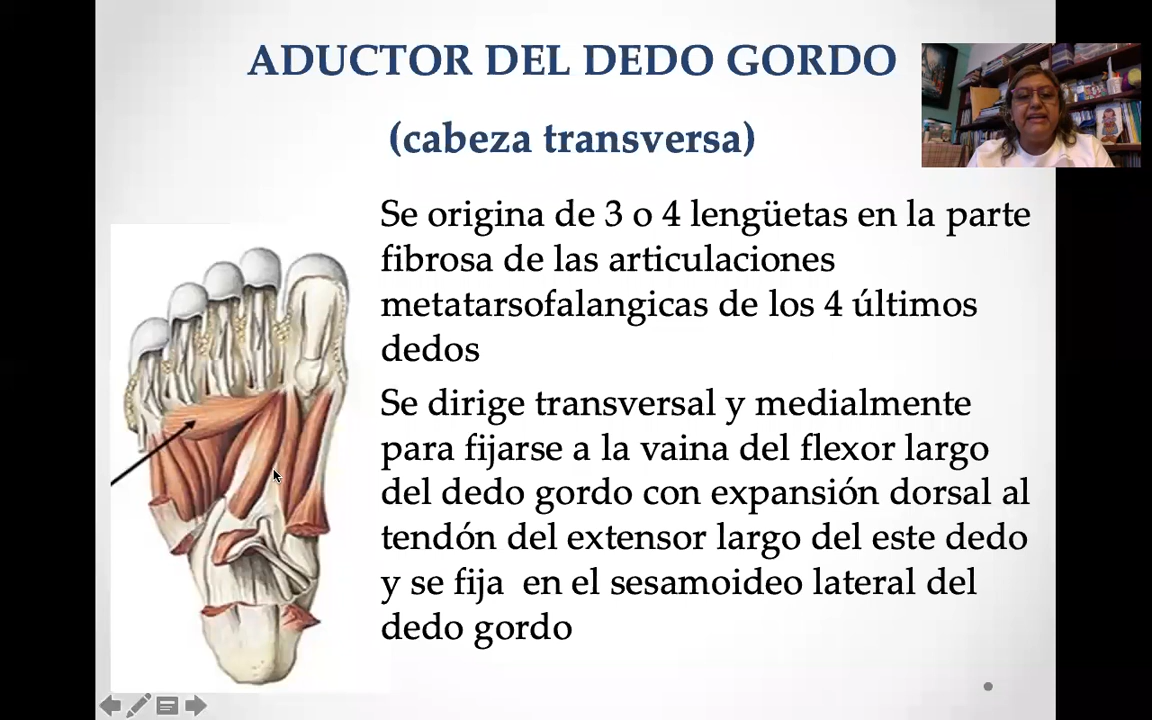 ADUCTOR DEL DEDO GORDO
(cabeza transversa)
Se origina de 3 o 4 lengüetas en la parte
fibrosa de las articulaciones
metatarsofalangicas de los 4 últimos
dedos
Se dirige transversal y medialmente
para fijarse a la vaina del flexor largo
del dedo gordo con expansión dorsal al
tendón del extensor largo del este dedo
y se fija  en el sesamoideo lateral del
dedo gordo